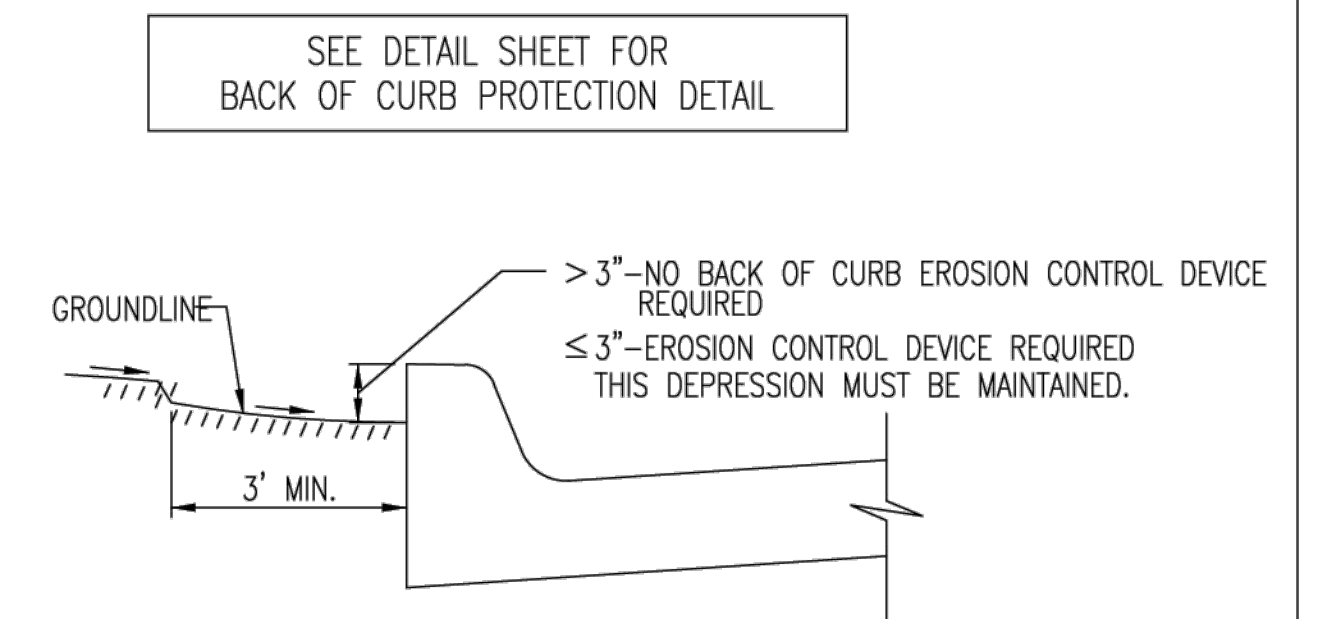 SEE DETAIL SHEET FOR
BACK OF CURB PROTECTION DETAIL
>3"-NO BACK OF CURB EROSION CONTROL DEVICE
REQUIRED
GROUNDLINE
≤3"-EROSION CONTROL DEVICE REQUIRED
THIS DEPRESSION MUST BE MAINTAINED.
3' MIN.